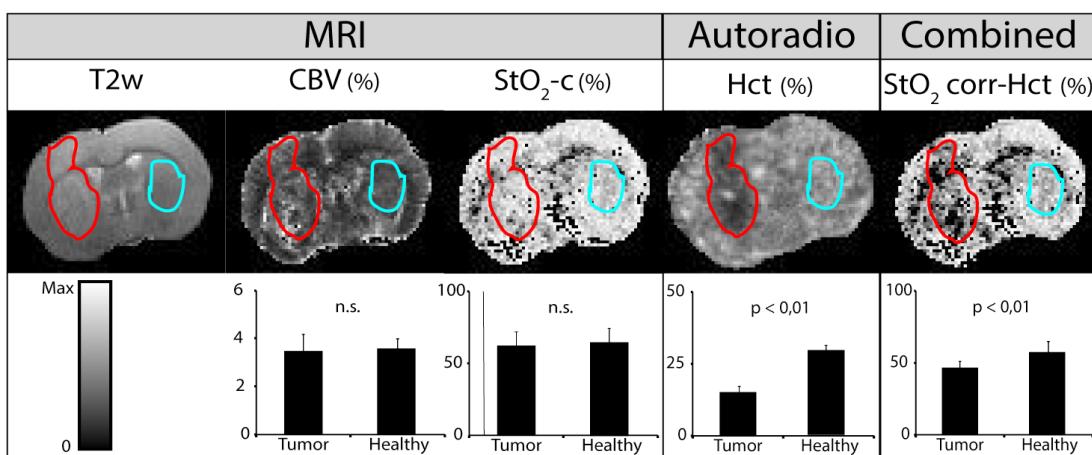 MRI Autoradio Combined
T2w CBV (%) StO₂-c (%) Hct (%) StO₂ corr-Hct (%)
Max
0
6
4
2
0
n.s.
Tumor Healthy
100
50
0
n.s.
Tumor Healthy
50
25
0
p < 0,01
Tumor Healthy
100
50
0
p < 0,01
Tumor Healthy